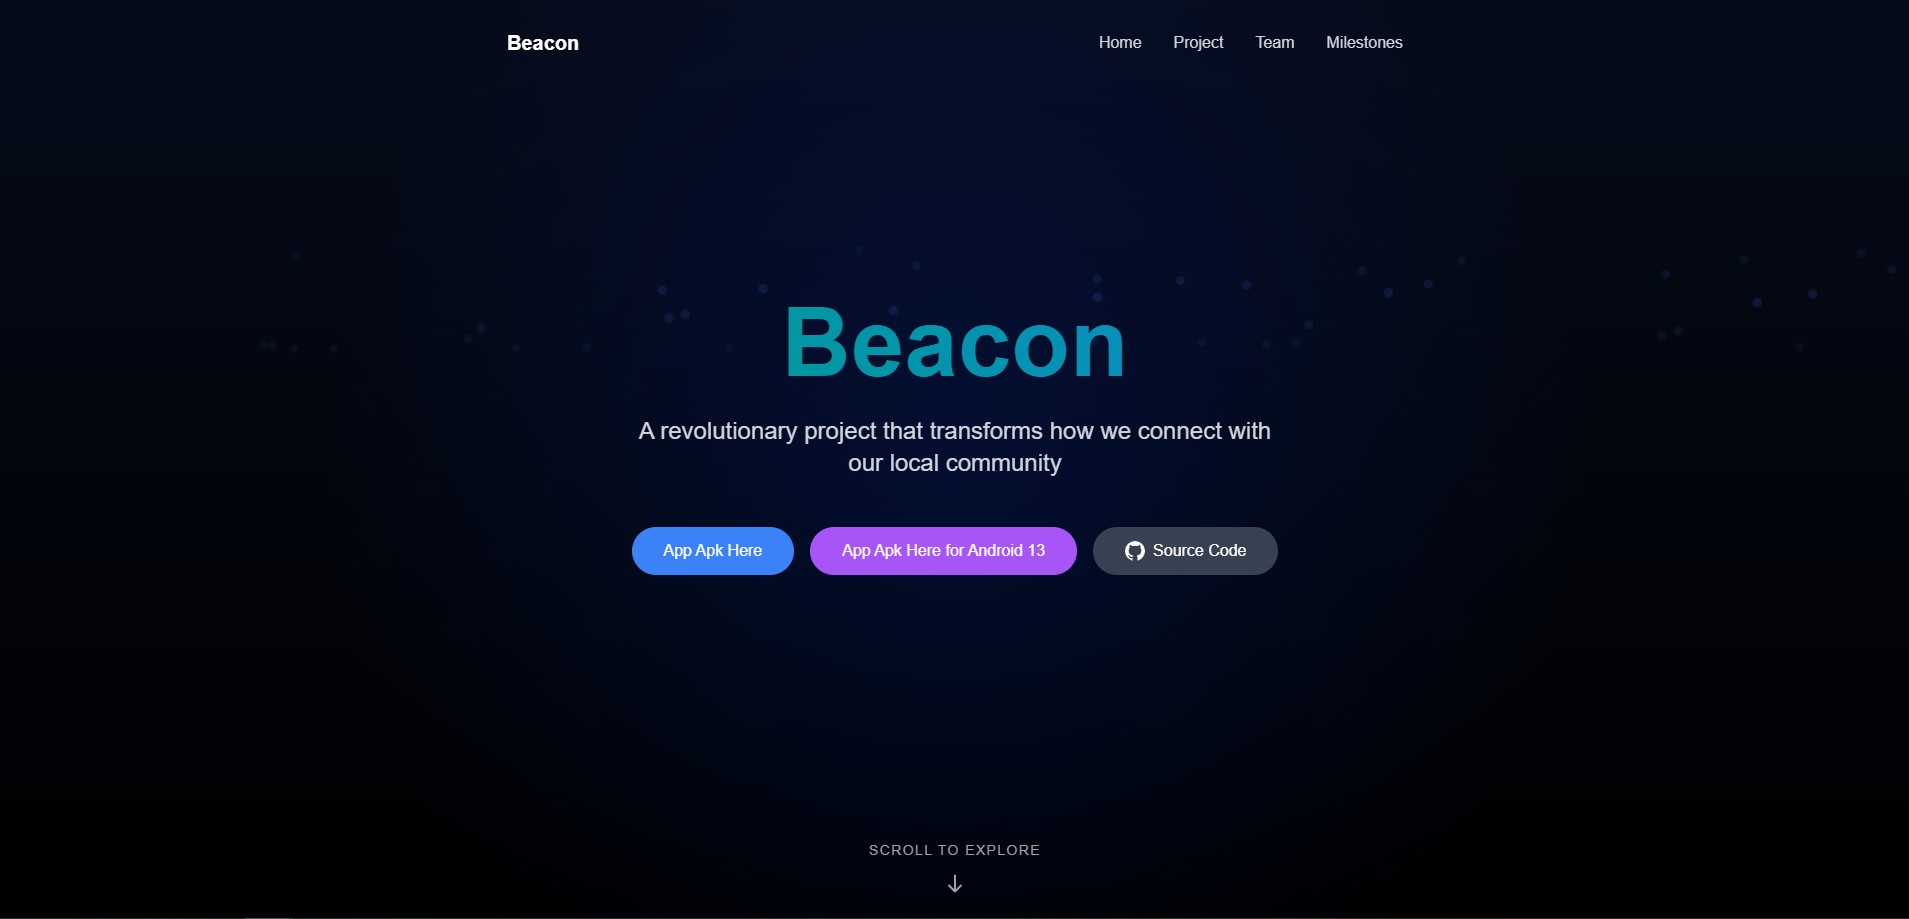 Beacon
Home Project Team Milestones
Beacon
A revolutionary project that transforms how we connect with
our local community
App Apk Here
App Apk Here for Android 13
Source Code
SCROLL TO EXPLORE